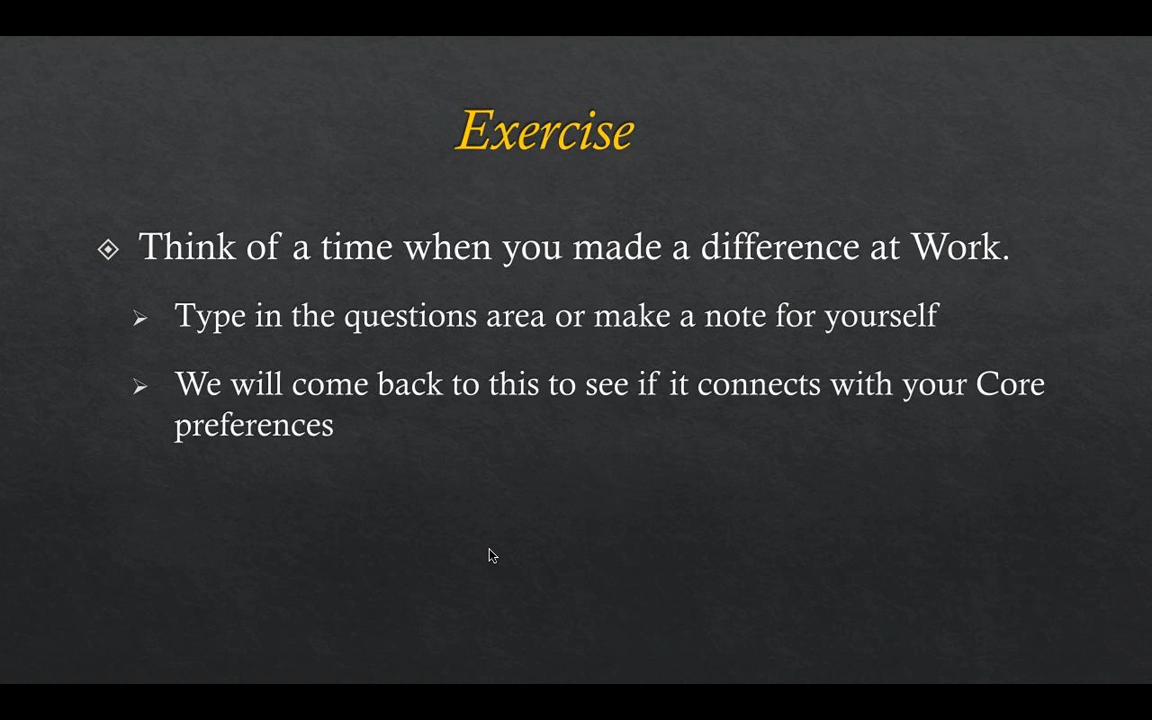 Exercise
Think of a time when you made a difference at Work.
Type in the questions area or make a note for yourself
We will come back to this to see if it connects with your Core
preferences